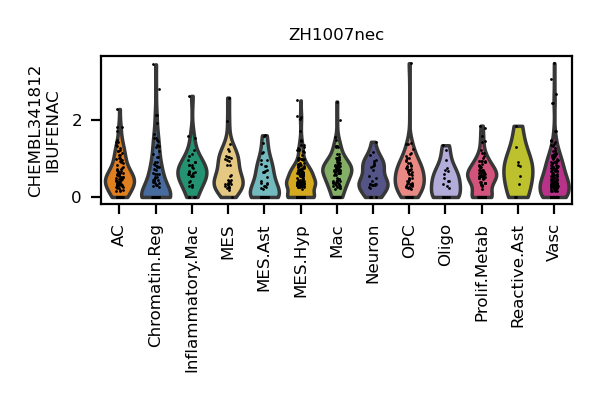 ZH1007nec
CHEMBL341812
IBUFENAC
2
0
AC
Chromatin.Reg
Inflammatory.Mac
MES
MES.Ast
MES.Hyp
Mac
Neuron
OPC
Oligo
Prolif.Metab
Reactive.Ast
Vasc